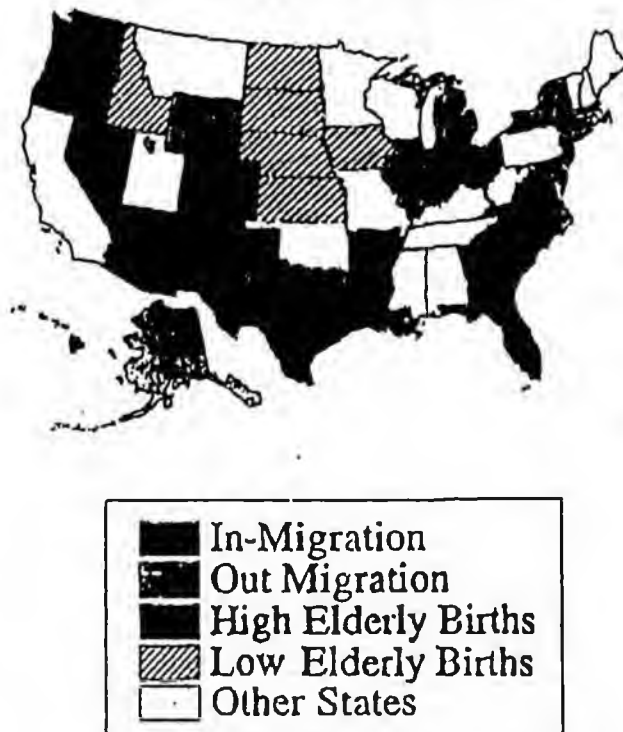 In-Migration
Out Migration
High Elderly Births
Low Elderly Births
Other States